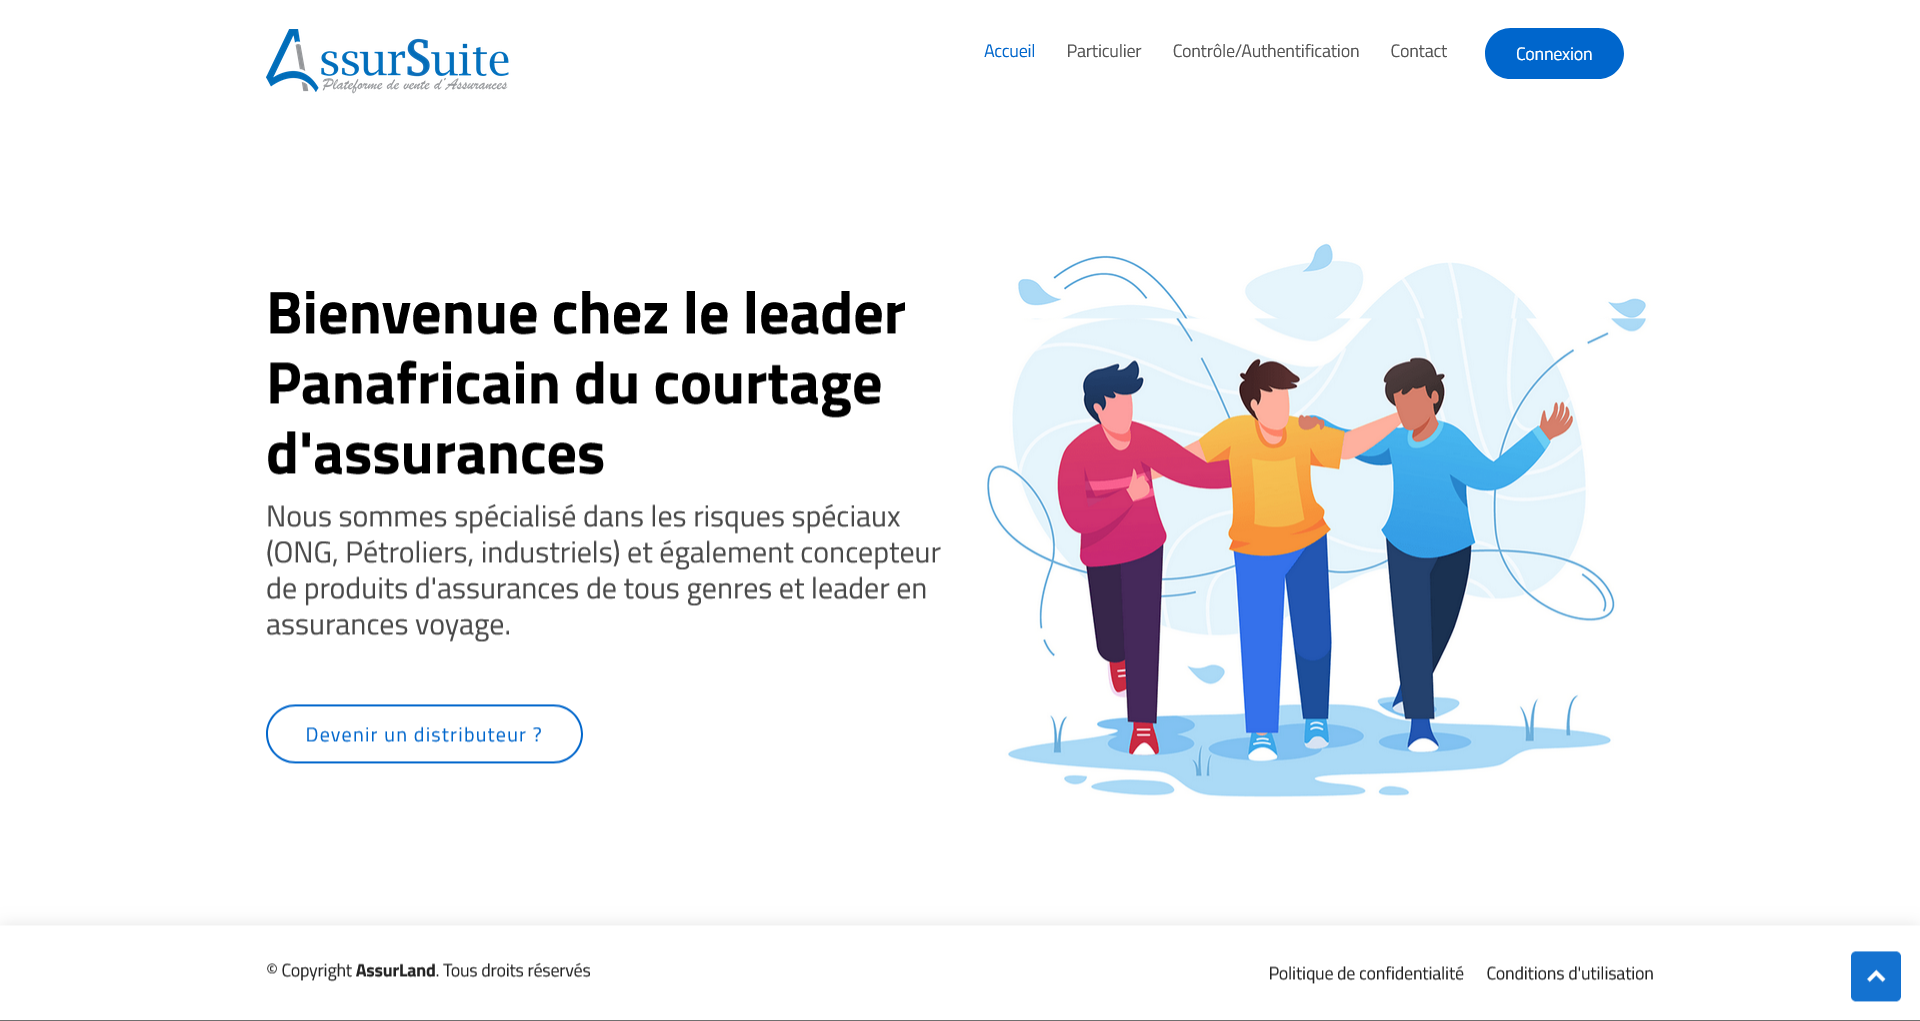 AssurSuite
Plateforme de vente d'Assurances
Accueil
Particulier
Contrôle/Authentification
Contact
Connexion
Bienvenue chez le leader
Panafricain du courtage
d'assurances
Nous sommes spécialisé dans les risques spéciaux
(ONG, Pétroliers, industriels) et également concepteur
de produits d'assurances de tous genres et leader en
assurances voyage.
Devenir un distributeur ?
© Copyright AssurLand. Tous droits réservés
Politique de confidentialité
Conditions d'utilisation